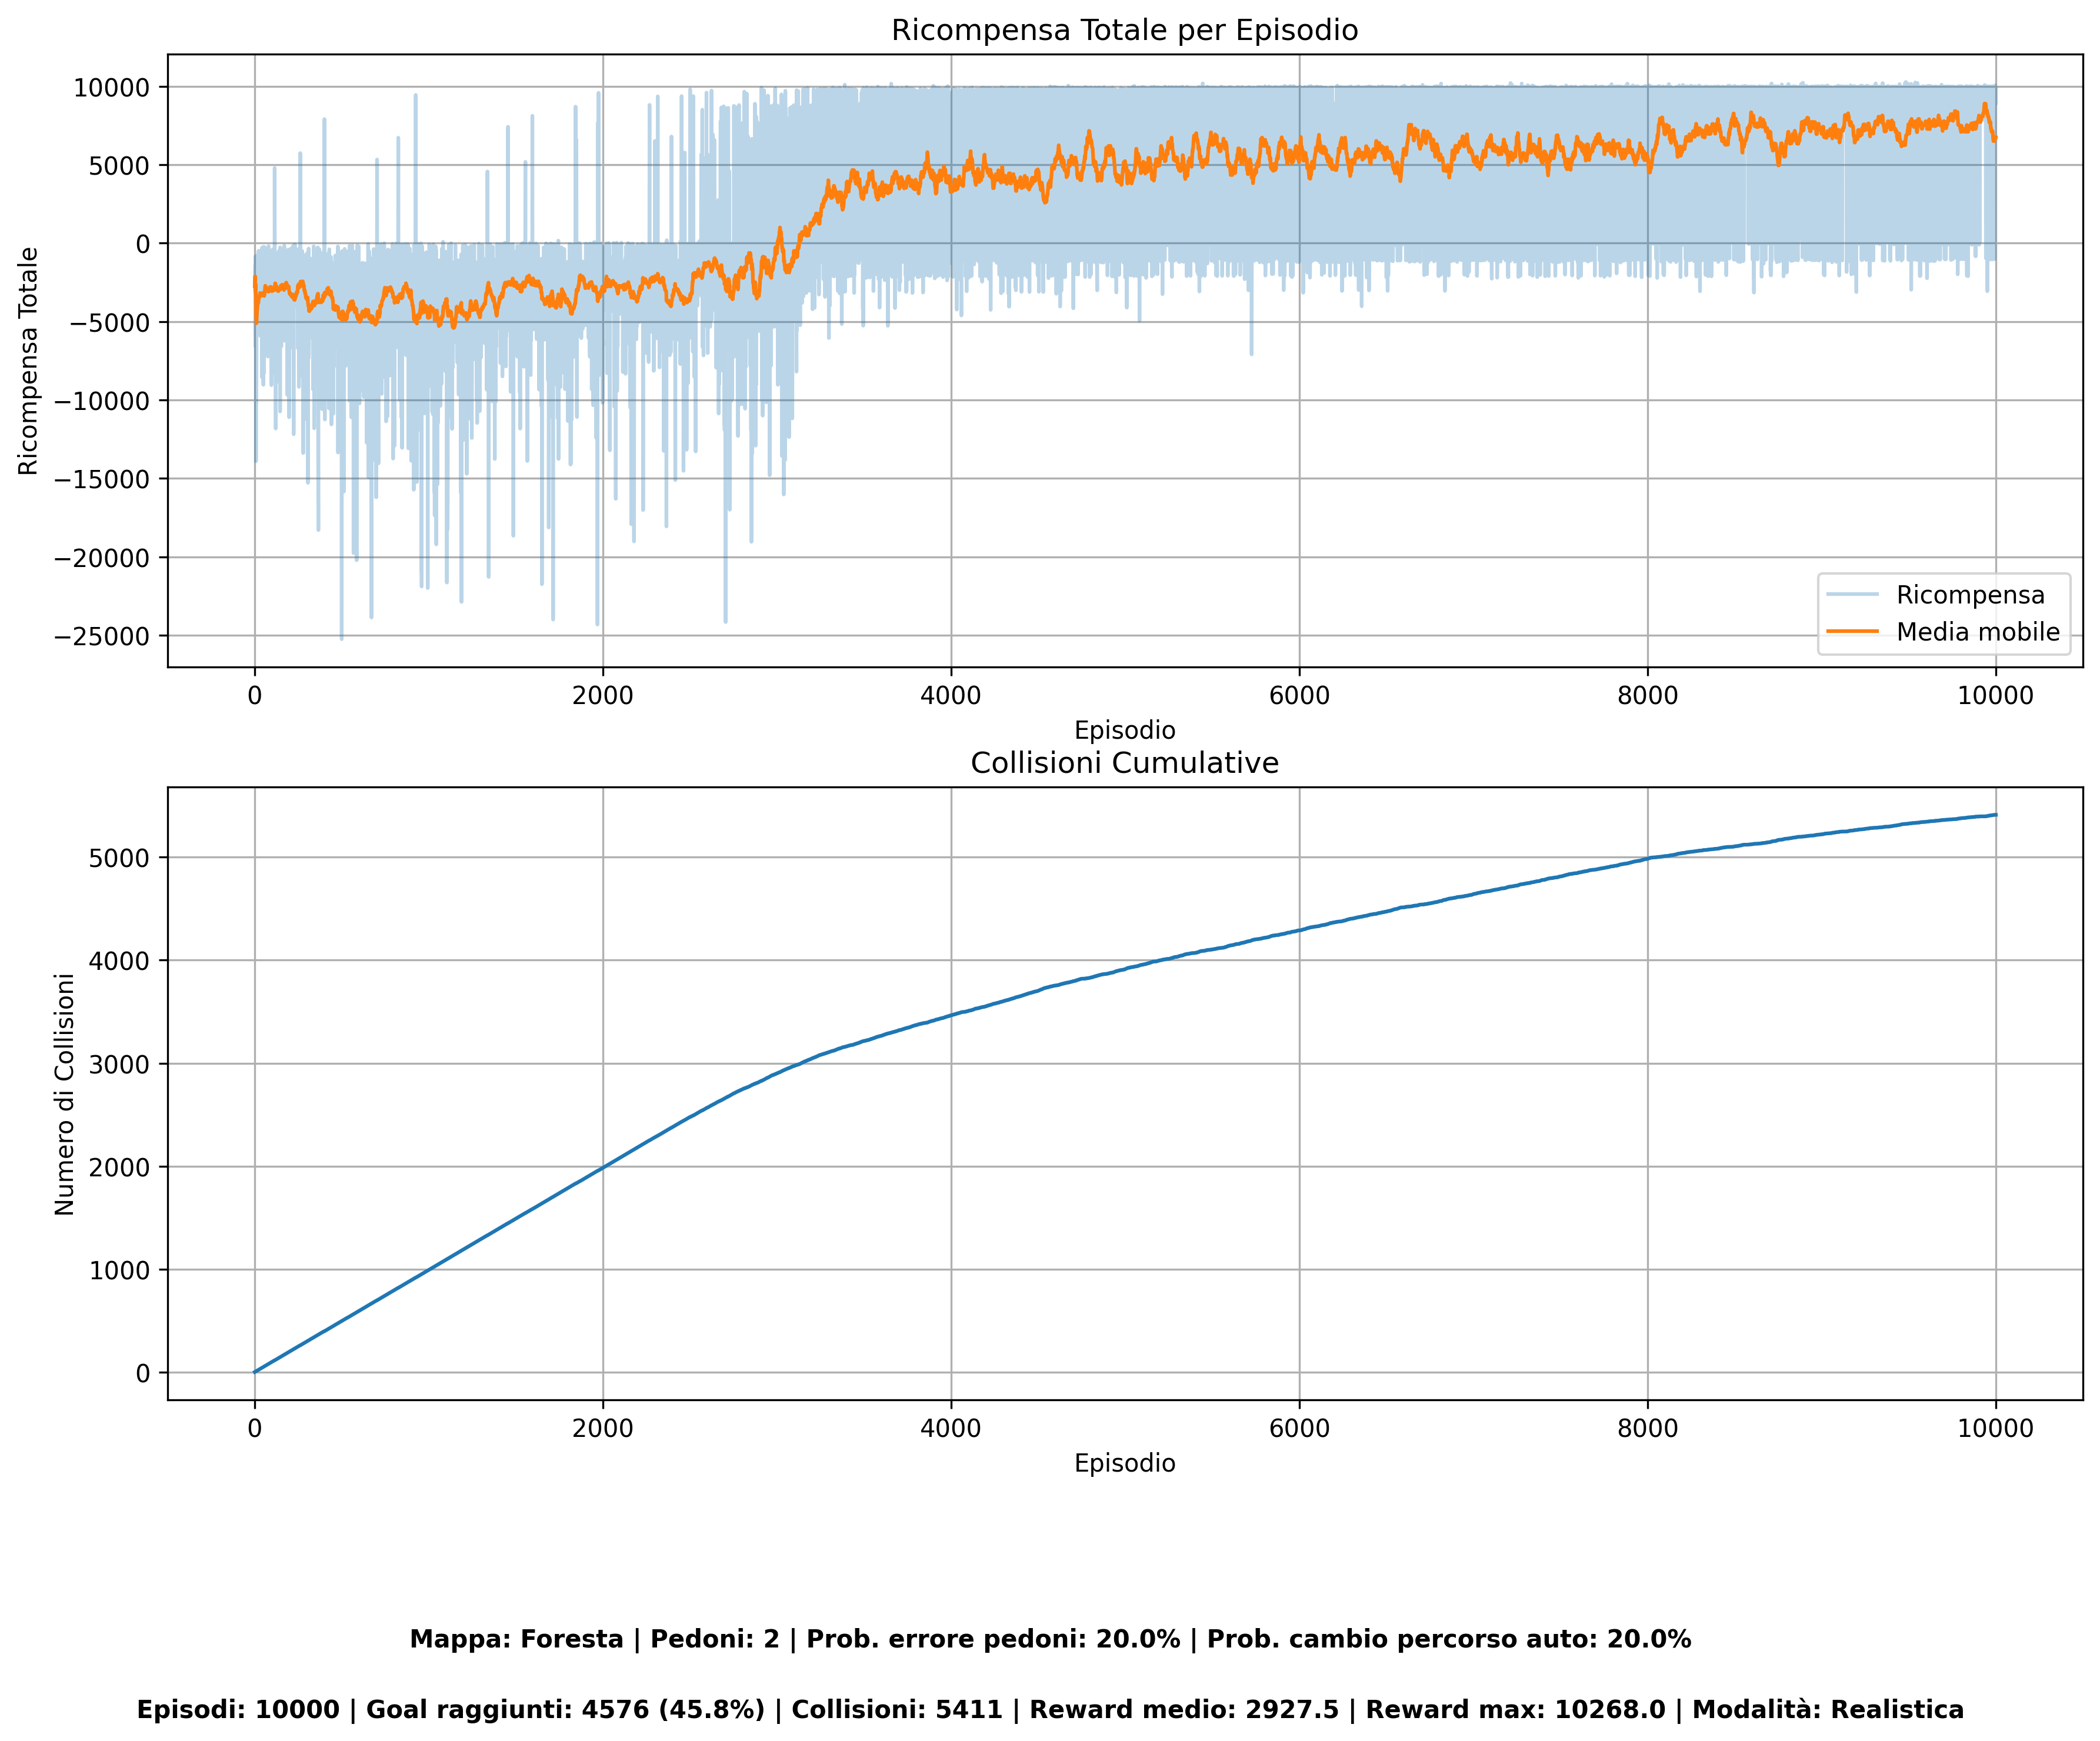 Ricompensa Totale per Episodio
Ricompensa Totale
10000
5000
0
−5000
−10000
−15000
−20000
−25000
Ricompensa
Media mobile
0 2000 4000 6000 8000 10000
Episodio
Collisioni Cumulative
Numero di Collisioni
5000
4000
3000
2000
1000
0
0 2000 4000 6000 8000 10000
Episodio
Mappa: Foresta | Pedoni: 2 | Prob. errore pedoni: 20.0% | Prob. cambio percorso auto: 20.0%
Episodi: 10000 | Goal raggiunti: 4576 (45.8%) | Collisioni: 5411 | Reward medio: 2927.5 | Reward max: 10268.0 | Modalità: Realistica